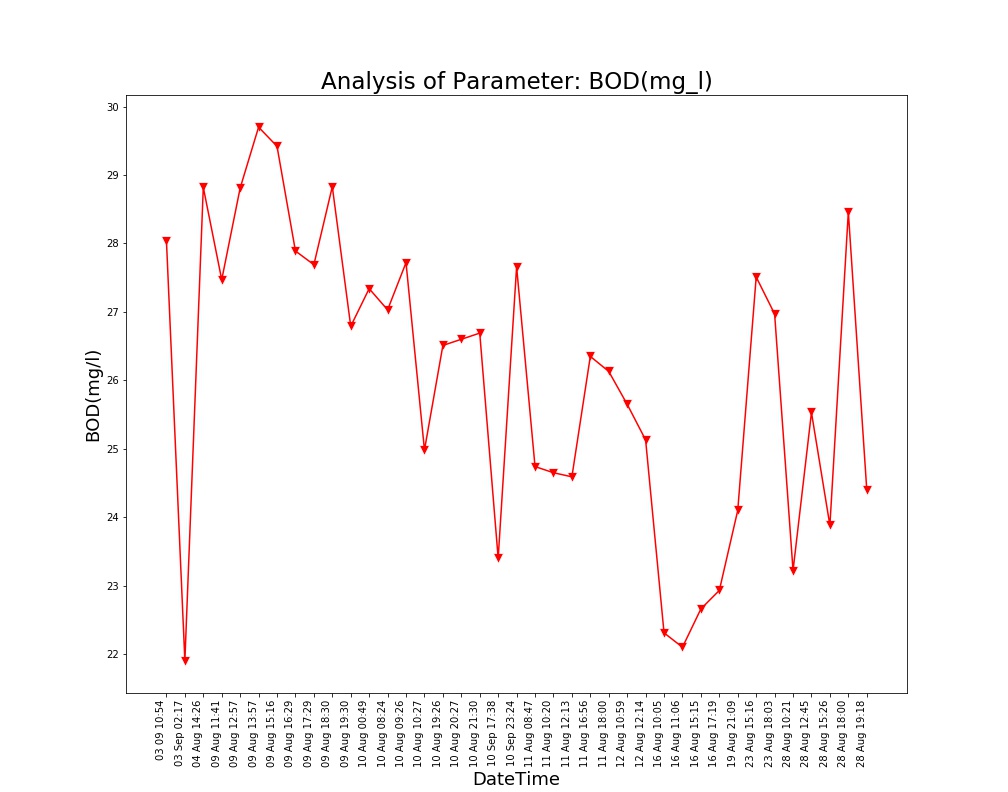 Analysis of Parameter: BOD(mg_l)
30
29
28
27
26
25
24
23
22
BOD(mg/l)
03 09 10:54
03 Sep 02:17
04 Aug 14:26
09 Aug 11:41
09 Aug 12:57
09 Aug 13:57
09 Aug 15:16
09 Aug 16:29
09 Aug 17:29
09 Aug 18:30
09 Aug 19:30
10 Aug 00:49
10 Aug 08:24
10 Aug 09:26
10 Aug 10:27
10 Aug 19:26
10 Aug 20:27
10 Aug 21:30
10 Sep 17:38
10 Sep 23:24
11 Aug 08:47
11 Aug 10:20
11 Aug 12:13
11 Aug 16:56
11 Aug 18:00
12 Aug 10:59
12 Aug 12:14
16 Aug 10:05
16 Aug 11:06
16 Aug 15:15
16 Aug 17:19
19 Aug 21:09
23 Aug 15:16
23 Aug 18:03
28 Aug 10:21
28 Aug 12:45
28 Aug 15:26
28 Aug 18:00
28 Aug 19:18
DateTime